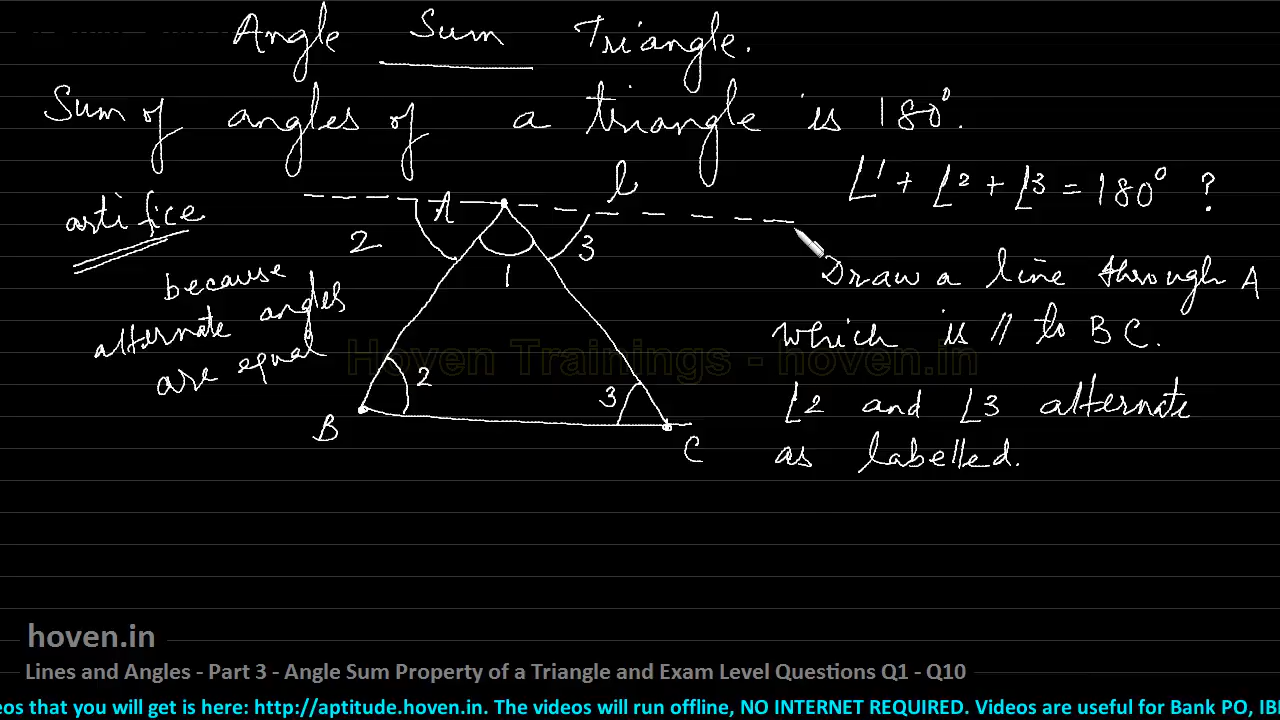 Angle Sum Triangle.
Sum of angles of a triangle is 180°.
∠1 + ∠2 + ∠3 = 180° ?
artifice
A
l
2
1
3
because
alternate angles
are equal
Draw a line through A
which is // to BC.
∠2 and ∠3 alternate
as labelled.
Hoven Trainings - hoven.in
2
3
B
C
hoven.in
Lines and Angles - Part 3 - Angle Sum Property of a Triangle and Exam Level Questions Q1 - Q10
eos that you will get is here: http://aptitude.hoven.in. The videos will run offline, NO INTERNET REQUIRED. Videos are useful for Bank PO, IB